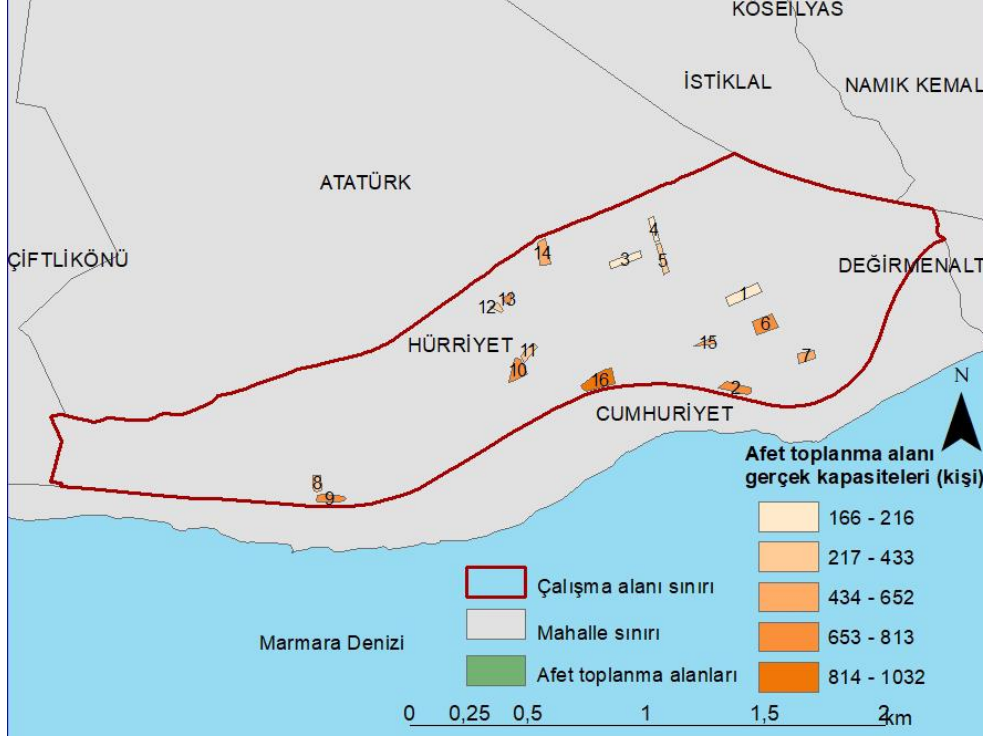 KÖSEİLYAS
İSTİKLAL
NAMIK KEMAL
ATATÜRK
ÇİFTLİKÖNÜ
DEĞİRMENALT
4
14
3
5
1
12
13
6
HÜRRİYET
11
15
7
10
16
2
CUMHURİYET
N
8
9
Afet toplanma alanı
gerçek kapasiteleri (kişi)
166 - 216
217 - 433
434 - 652
653 - 813
814 - 1032
Çalışma alanı sınırı
Mahalle sınırı
Afet toplanma alanları
Marmara Denizi
0 0,25 0,5 1 1,5 2 km